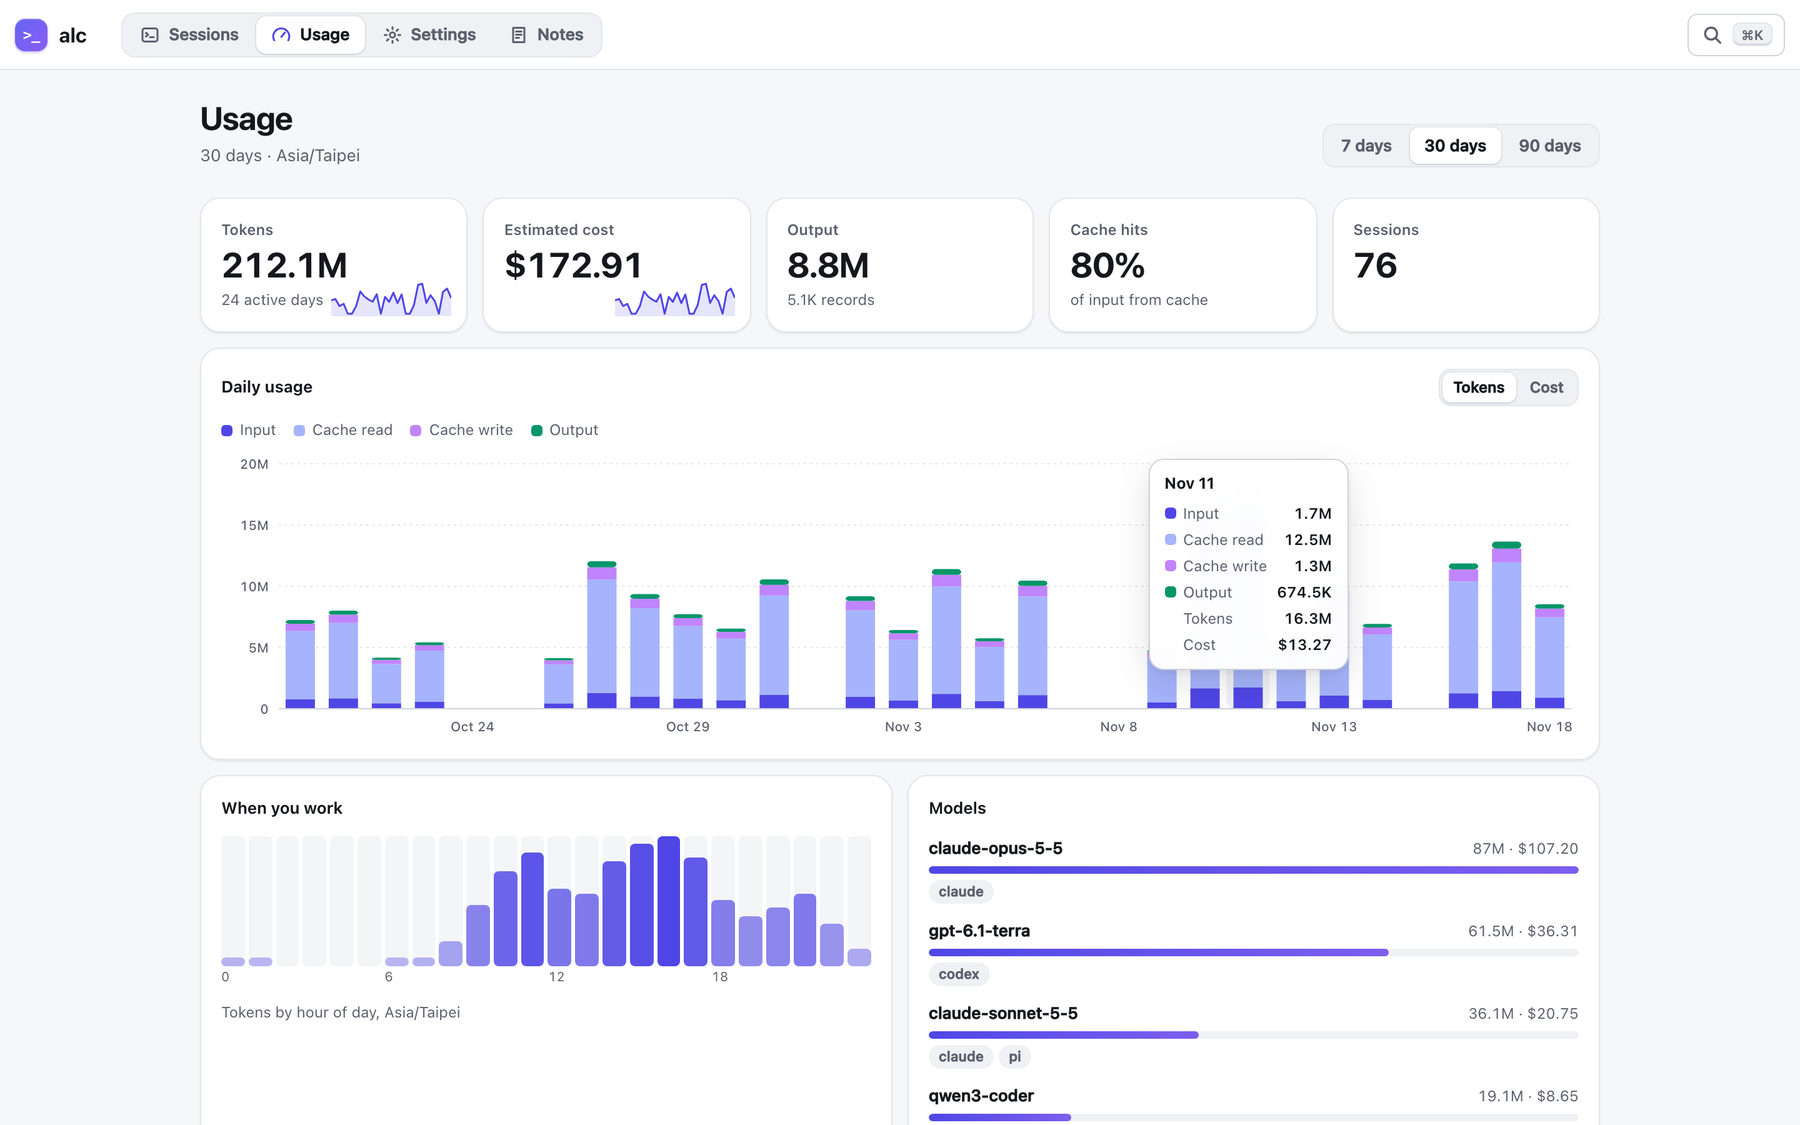 >_ alc Sessions Usage Settings Notes ⌘K
Usage
30 days · Asia/Taipei
7 days 30 days 90 days
Tokens
212.1M
24 active days
Estimated cost
$172.91
Output
8.8M
5.1K records
Cache hits
80%
of input from cache
Sessions
76
Daily usage
Tokens Cost
Input Cache read Cache write Output
20M
15M
10M
5M
0
Oct 24 Oct 29 Nov 3 Nov 8 Nov 13 Nov 18
Nov 11
Input 1.7M
Cache read 12.5M
Cache write 1.3M
Output 674.5K
Tokens 16.3M
Cost $13.27
When you work
0 6 12 18
Tokens by hour of day, Asia/Taipei
Models
claude-opus-5-5 87M · $107.20
claude
gpt-6.1-terra 61.5M · $36.31
codex
claude-sonnet-5-5 36.1M · $20.75
claude pi
qwen3-coder 19.1M · $8.65